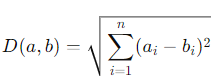 D(a, b) = √(∑_{i=1}^{n} (a_i − b_i)²)